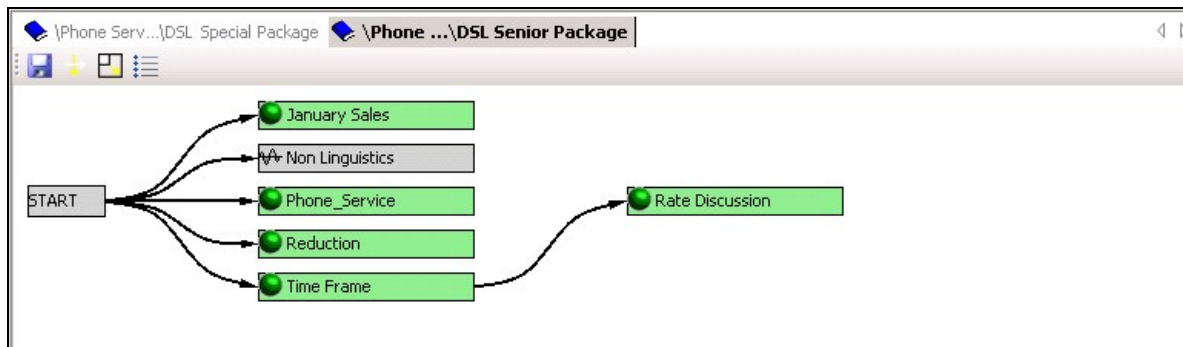 \Phone Serv...\DSL Special Package \Phone ...\DSL Senior Package
January Sales
Non Linguistics
START Phone_Service Rate Discussion
Reduction
Time Frame